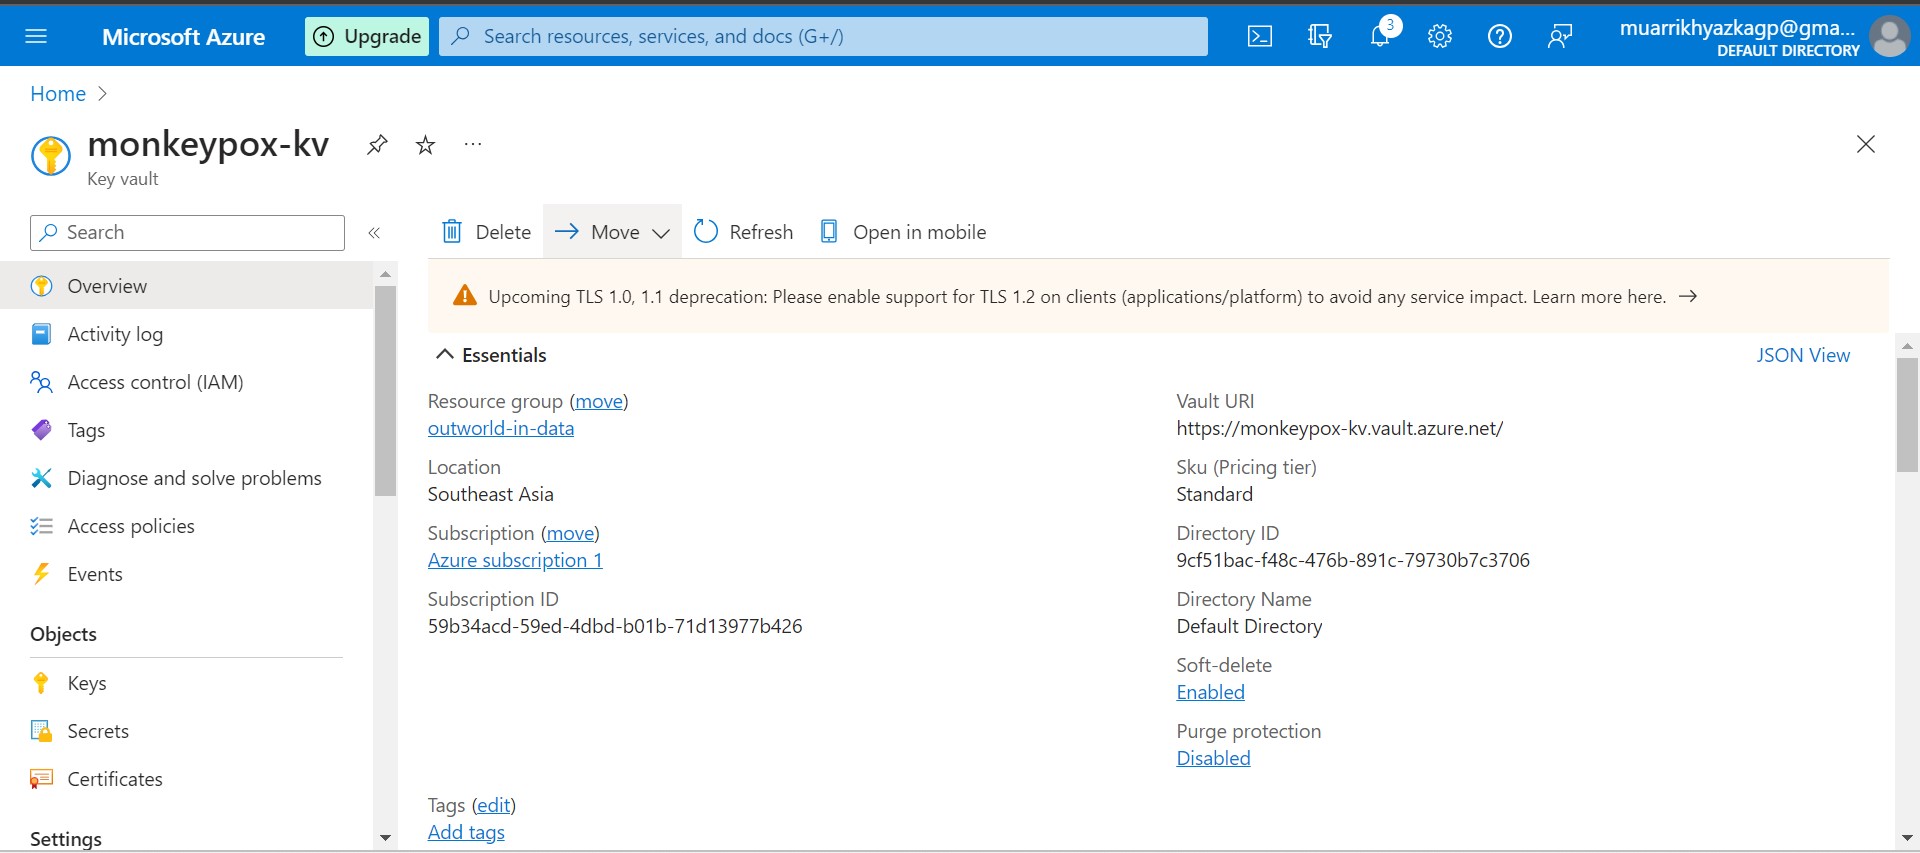 Microsoft Azure
Upgrade
Search resources, services, and docs (G+/)
3
muarrikhyazkagp@gma...
DEFAULT DIRECTORY
Home
monkeypox-kv
Key vault
Search
Overview
Activity log
Access control (IAM)
Tags
Diagnose and solve problems
Access policies
Events
Objects
Keys
Secrets
Certificates
Settings
Delete
Move
Refresh
Open in mobile
Upcoming TLS 1.0, 1.1 deprecation: Please enable support for TLS 1.2 on clients (applications/platform) to avoid any service impact. Learn more here.
Essentials
JSON View
Resource group (move)
outworld-in-data
Location
Southeast Asia
Subscription (move)
Azure subscription 1
Subscription ID
59b34acd-59ed-4dbd-b01b-71d13977b426
Vault URI
https://monkeypox-kv.vault.azure.net/
Sku (Pricing tier)
Standard
Directory ID
9cf51bac-f48c-476b-891c-79730b7c3706
Directory Name
Default Directory
Soft-delete
Enabled
Purge protection
Disabled
Tags (edit)
Add tags